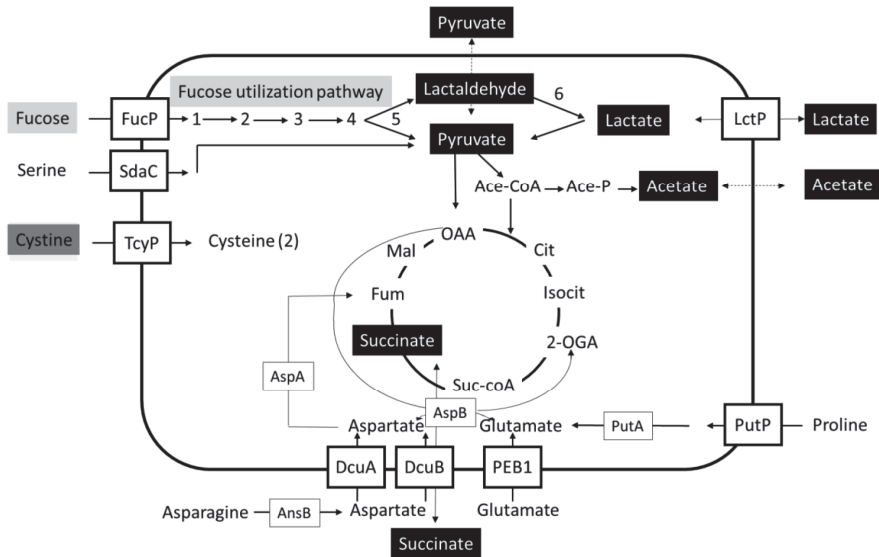 Pyruvate
Fucose utilization pathway
Lactaldehyde
6
Fucose
FucP
1
2
3
4
5
Lactate
LctP
Lactate
Pyruvate
Serine
SdaC
Ace-CoA
Ace-P
Acetate
Acetate
Cystine
TcyP
Cysteine (2)
OAA
Mal
Cit
Fum
Isocit
Succinate
2-OGA
AspA
Suc-coA
AspB
Aspartate
Glutamate
PutA
PutP
Proline
DcuA
DcuB
PEB1
Asparagine
AnsB
Aspartate
Glutamate
Succinate